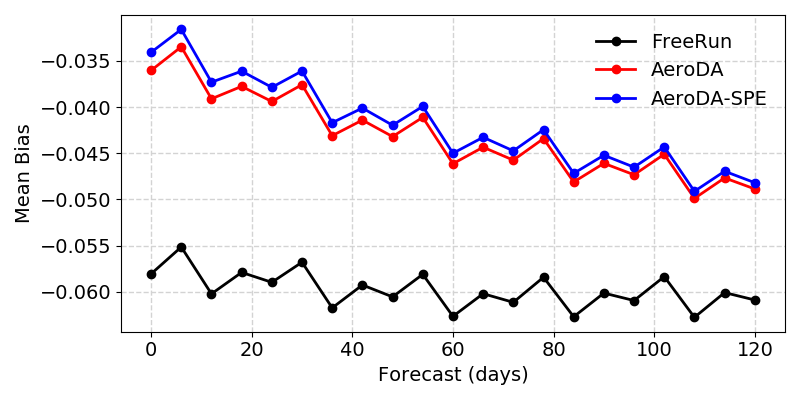 −0.035
−0.040
−0.045
−0.050
−0.055
−0.060
Mean Bias
0 20 40 60 80 100 120
Forecast (days)
FreeRun
AeroDA
AeroDA-SPE